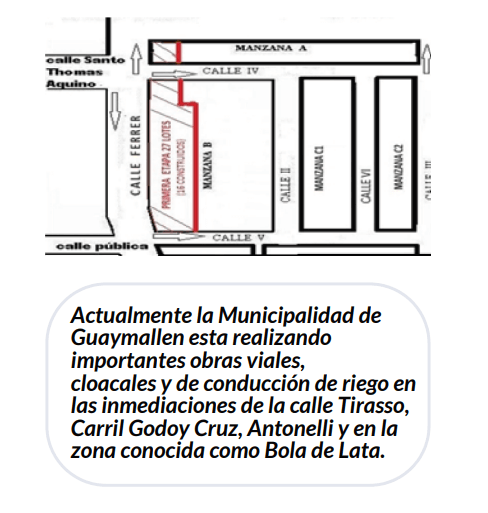 MANZANA A
calle Santo
Thomas
Aquino
CALLE IV
CALLE FERRER
PRIMERA ETAPA 27 LOTES
(16 CONSTRUIDOS)
MANZANA B
CALLE II
MANZANA C1
CALLE VI
MANZANA C2
CALLE III
CALLE V
calle pública
Actualmente la Municipalidad de
Guaymallen esta realizando
importantes obras viales,
cloacales y de conducción de riego en
las inmediaciones de la calle Tirasso,
Carril Godoy Cruz, Antonelli y en la
zona conocida como Bola de Lata.